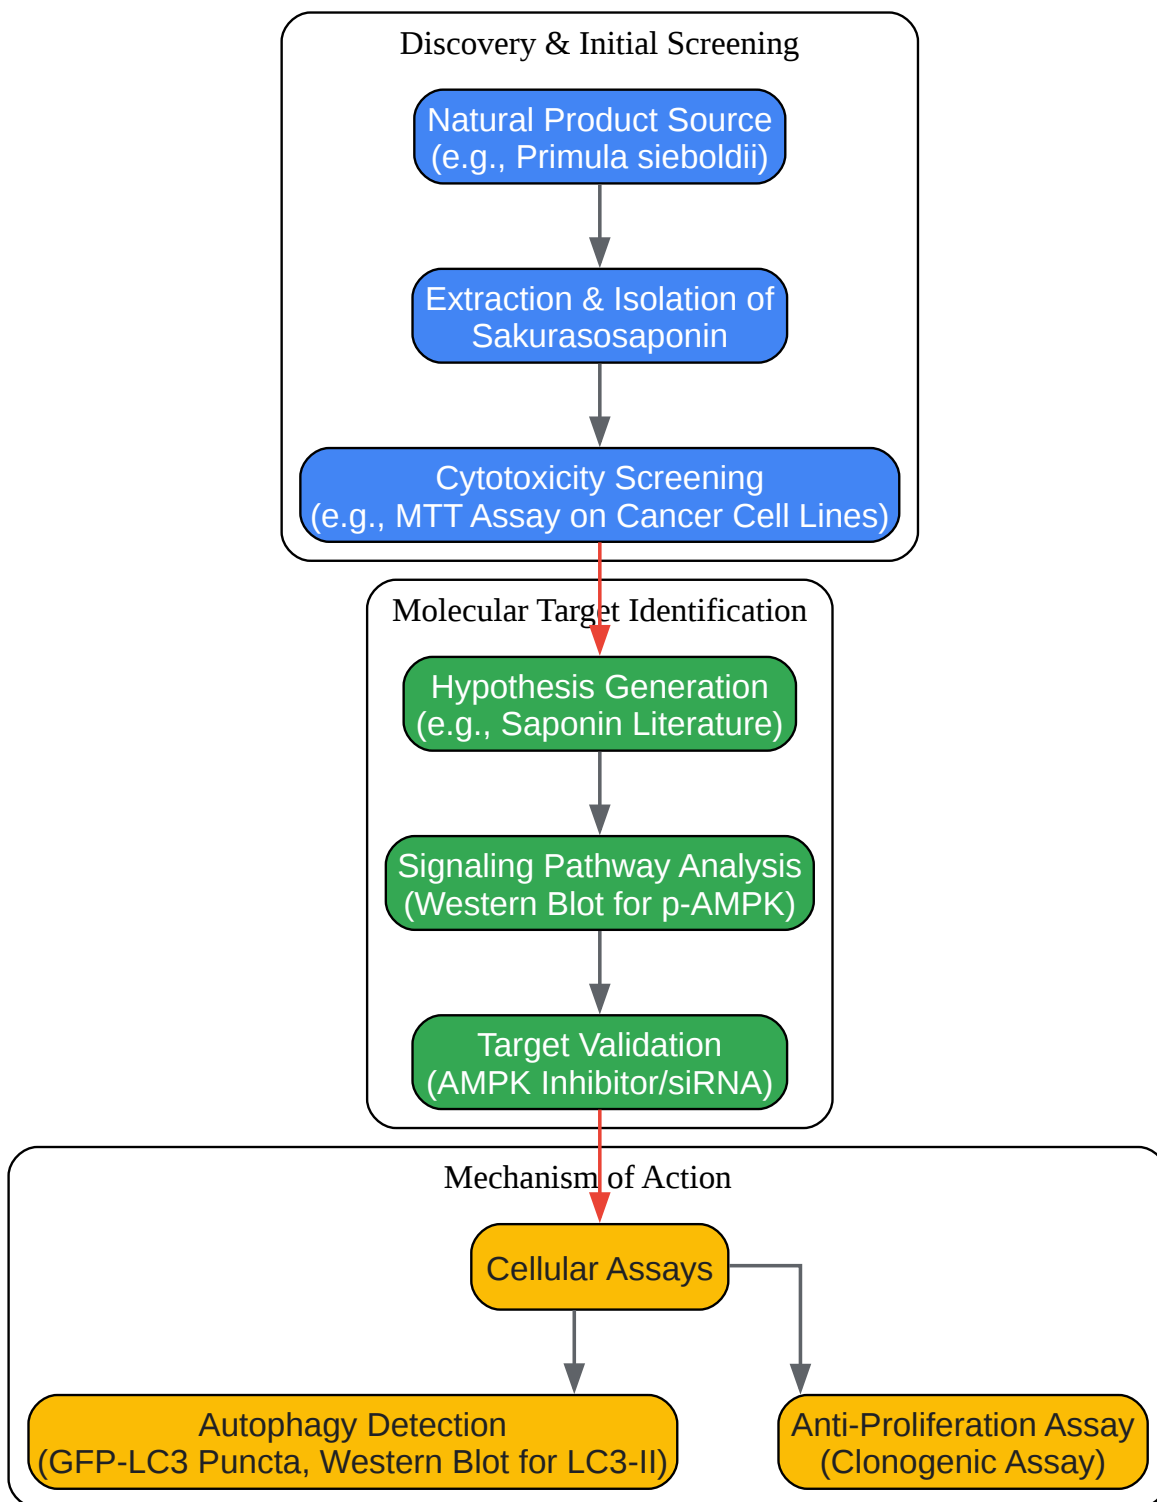 Discovery & Initial Screening
Natural Product Source
(e.g., Primula sieboldii)
Extraction & Isolation of
Sakurasosaponin
Cytotoxicity Screening
(e.g., MTT Assay on Cancer Cell Lines)
Molecular Target Identification
Hypothesis Generation
(e.g., Saponin Literature)
Signaling Pathway Analysis
(Western Blot for p-AMPK)
Target Validation
(AMPK Inhibitor/siRNA)
Mechanism of Action
Cellular Assays
Autophagy Detection
(GFP-LC3 Puncta, Western Blot for LC3-II)
Anti-Proliferation Assay
(Clonogenic Assay)